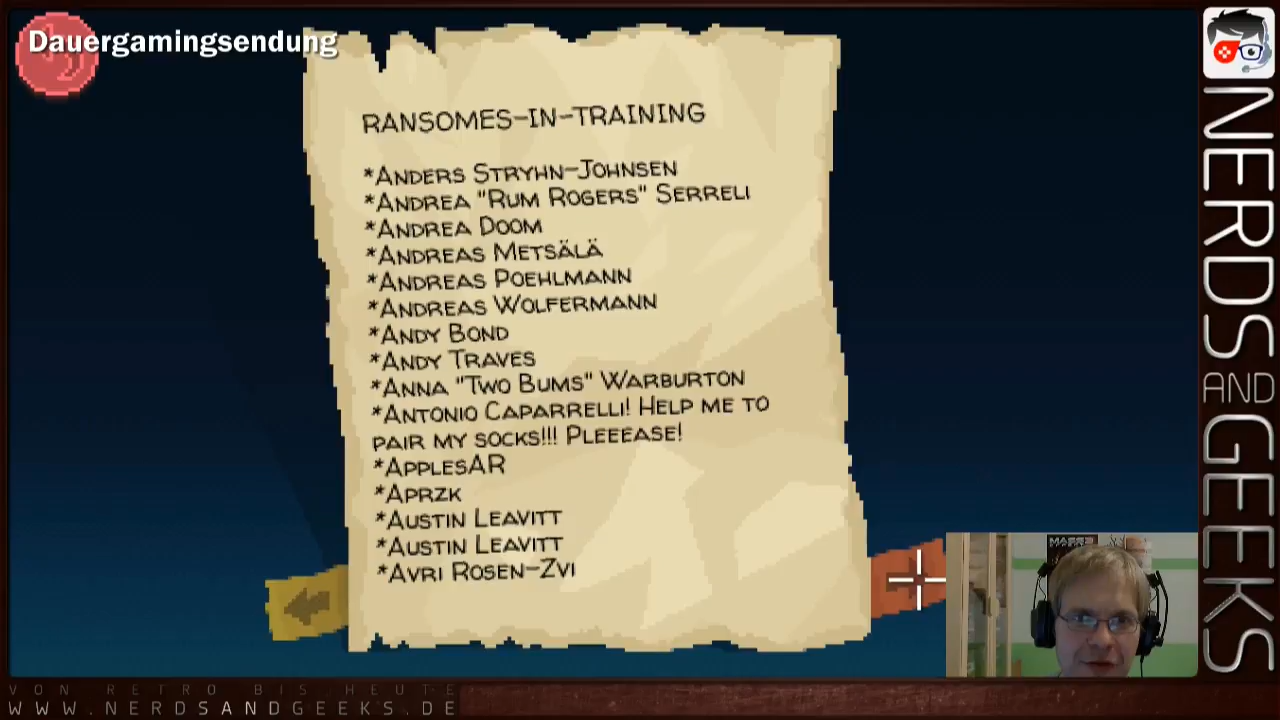 Dauergamingsendung
RANSOMES-IN-TRAINING
*ANDERS STRYHN-JOHNSEN
*ANDREA "RUM ROGERS" SERRELI
*ANDREA DOOM
*ANDREAS METSÄLÄ
*ANDREAS POEHLMANN
*ANDREAS WOLFERMANN
*ANDY BOND
*ANDY TRAVES
*ANNA "TWO BUMS" WARBURTON
*ANTONIO CAPARRELLI! HELP ME TO
PAIR MY SOCKS!!! PLEEEASE!
*APPLESAR
*APRZK
*AUSTIN LEAVITT
*AUSTIN LEAVITT
*AVRI ROSEN-ZVI
NERDS AND GEEKS
VON RETRO BIS HEUTE
WWW.NERDSANDGEEKS.DE